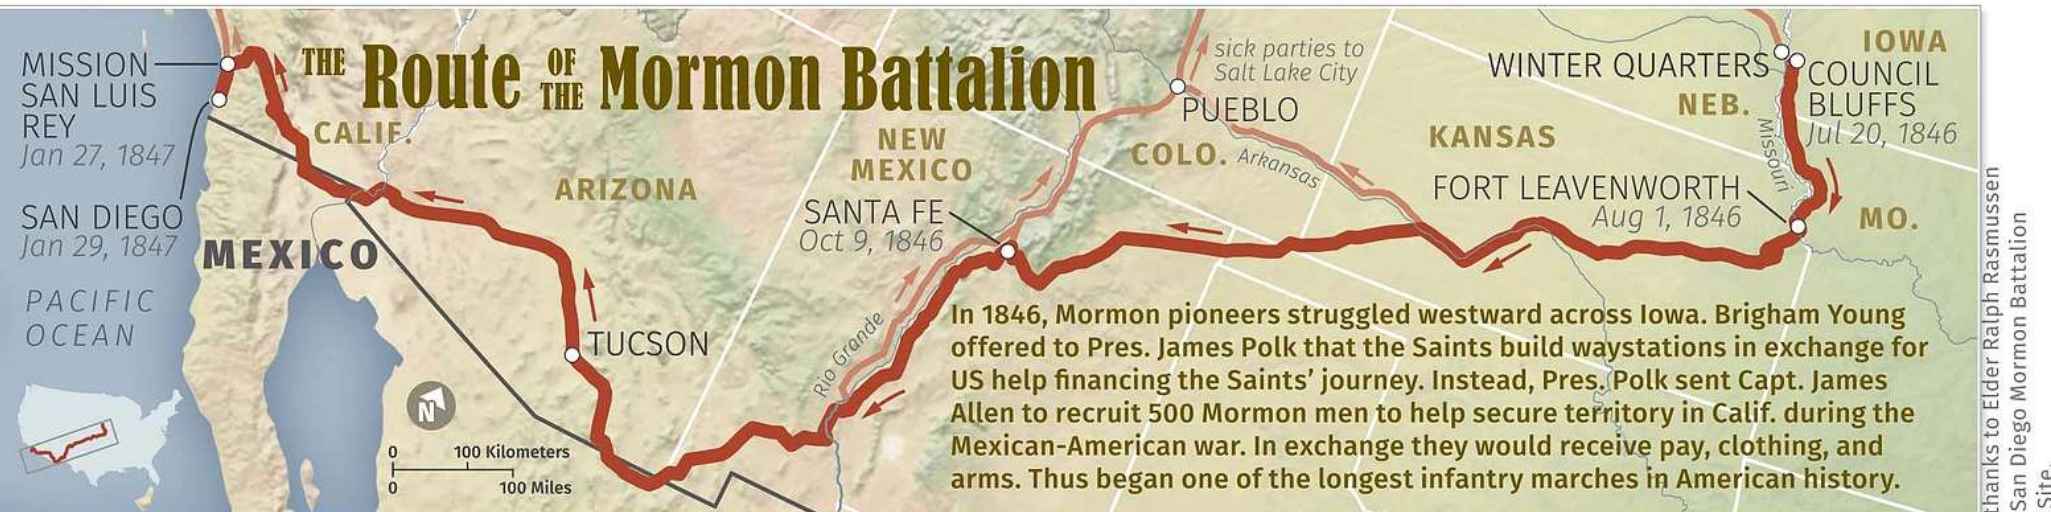 THE Route OF THE Mormon Battalion
MISSION
SAN LUIS
REY
Jan 27, 1847
SAN DIEGO
Jan 29, 1847
PACIFIC
OCEAN
MEXICO
CALIF.
ARIZONA
TUCSON
N
0 100 Kilometers
0 100 Miles
NEW
MEXICO
SANTA FE
Oct 9, 1846
Rio Grande
sick parties to
Salt Lake City
PUEBLO
COLO.
Arkansas
KANSAS
FORT LEAVENWORTH
Aug 1, 1846
WINTER QUARTERS
NEB.
Missouri
IOWA
COUNCIL
BLUFFS
Jul 20, 1846
MO.
In 1846, Mormon pioneers struggled westward across Iowa. Brigham Young
offered to Pres. James Polk that the Saints build waystations in exchange for
US help financing the Saints’ journey. Instead, Pres. Polk sent Capt. James
Allen to recruit 500 Mormon men to help secure territory in Calif. during the
Mexican-American war. In exchange they would receive pay, clothing, and
arms. Thus began one of the longest infantry marches in American history.
thanks to Elder Ralph Rasmussen
San Diego Mormon Battalion
Site.